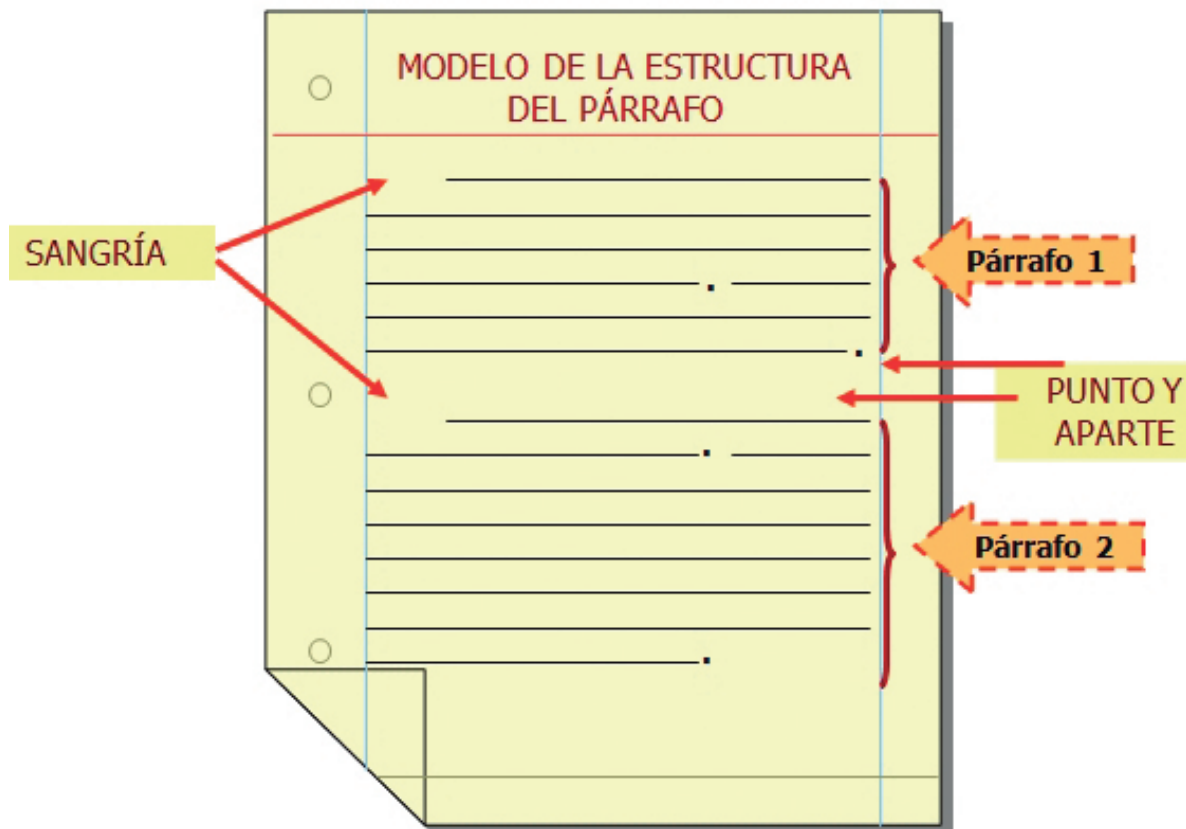 MODELO DE LA ESTRUCTURA
DEL PÁRRAFO
SANGRÍA
Párrafo 1
PUNTO Y
APARTE
Párrafo 2